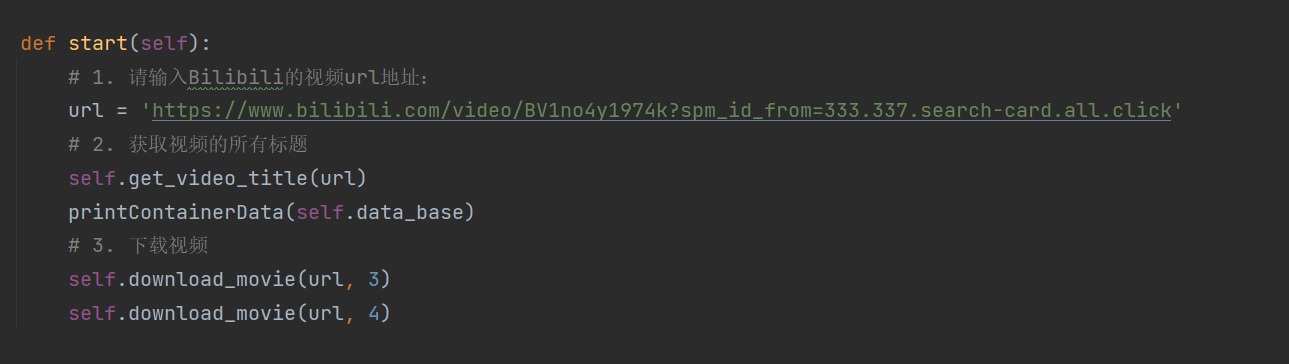 def start(self):
# 1. 请输入Bilibili的视频url地址:
url = 'https://www.bilibili.com/video/BV1no4y1974k?spm_id_from=333.337.search-card.all.click'
# 2. 获取视频的所有标题
self.get_video_title(url)
printContainerData(self.data_base)
# 3. 下载视频
self.download_movie(url, 3)
self.download_movie(url, 4)